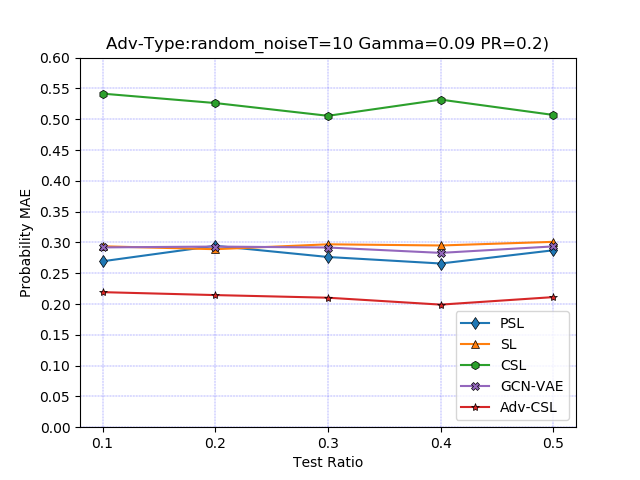 Adv-Type:random_noiseT=10 Gamma=0.09 PR=0.2)
0.60
0.55
0.50
0.45
0.40
0.35
0.30
0.25
0.20
0.15
0.10
0.05
0.00
Probability MAE
PSL
SL
CSL
GCN-VAE
Adv-CSL
0.1 0.2 0.3 0.4 0.5
Test Ratio